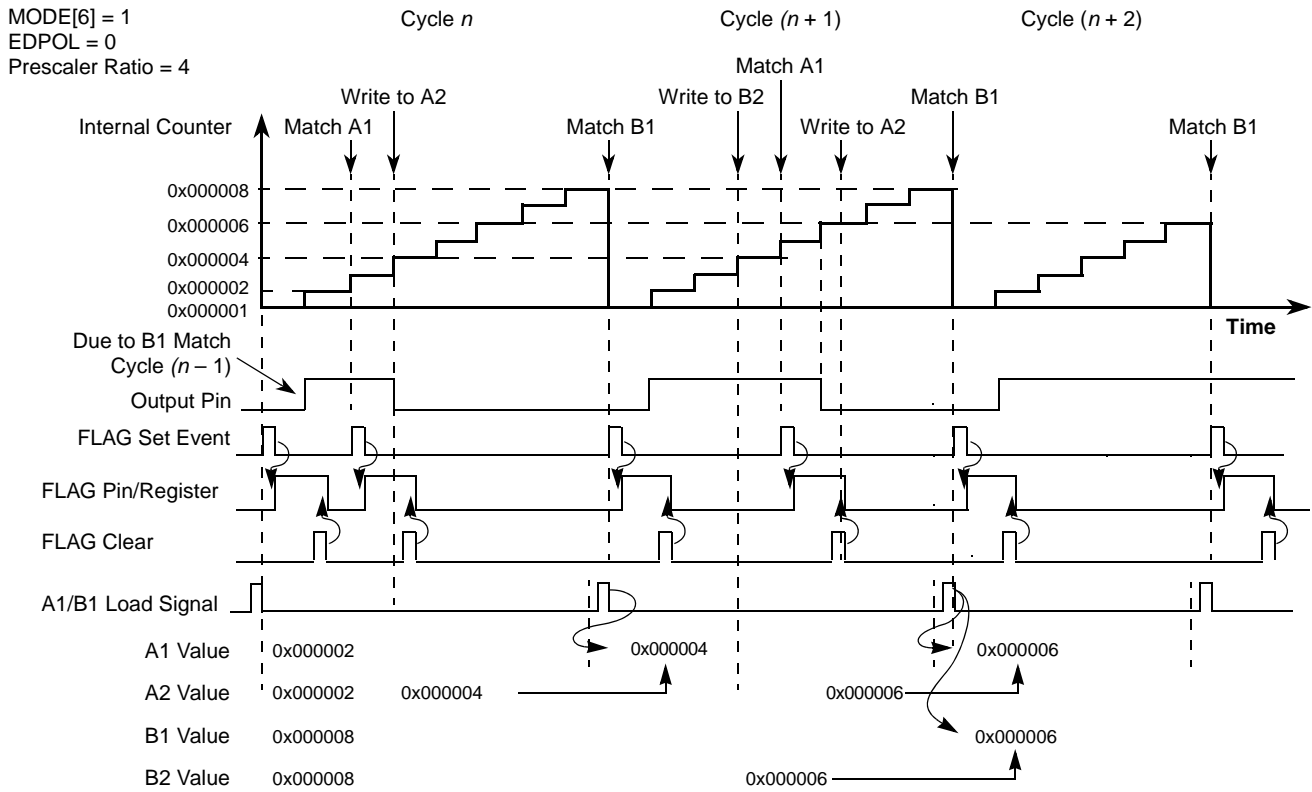 MODE[6] = 1
EDPOL = 0
Prescaler Ratio = 4
Cycle n
Cycle (n + 1)
Cycle (n + 2)
Match A1
Write to A2
Write to B2
Match B1
Internal Counter
Match A1
Match B1
Write to A2
Match B1
0x000008
0x000006
0x000004
0x000002
0x000001
Time
Due to B1 Match
Cycle (n – 1)
Output Pin
FLAG Set Event
FLAG Pin/Register
FLAG Clear
A1/B1 Load Signal
A1 Value 0x000002 0x000004 0x000006
A2 Value 0x000002 0x000004 0x000006
B1 Value 0x000008 0x000006
B2 Value 0x000008 0x000006